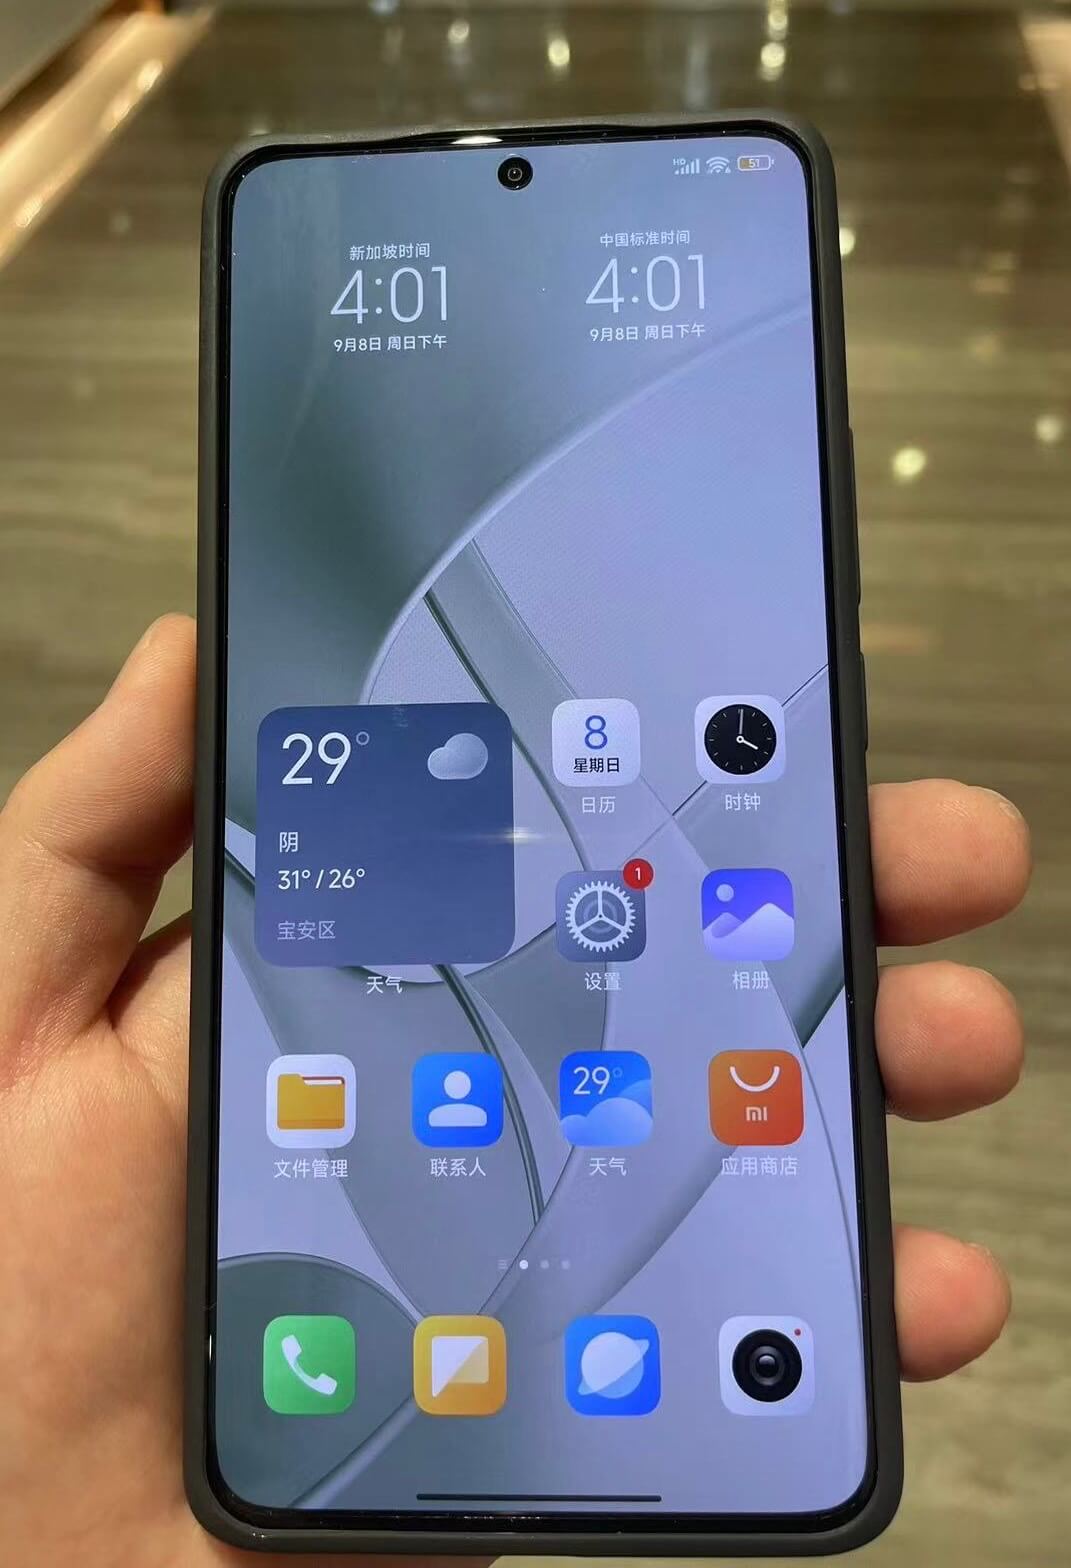 HD 51
新加坡时间 中国标准时间
4:01 4:01
9月8日 周日下午 9月8日 周日下午
29°
阴
31° / 26°
宝安区
天气
8
星期日
日历
时钟
1
设置
相册
29°
mi
文件管理
联系人
天气
应用商店